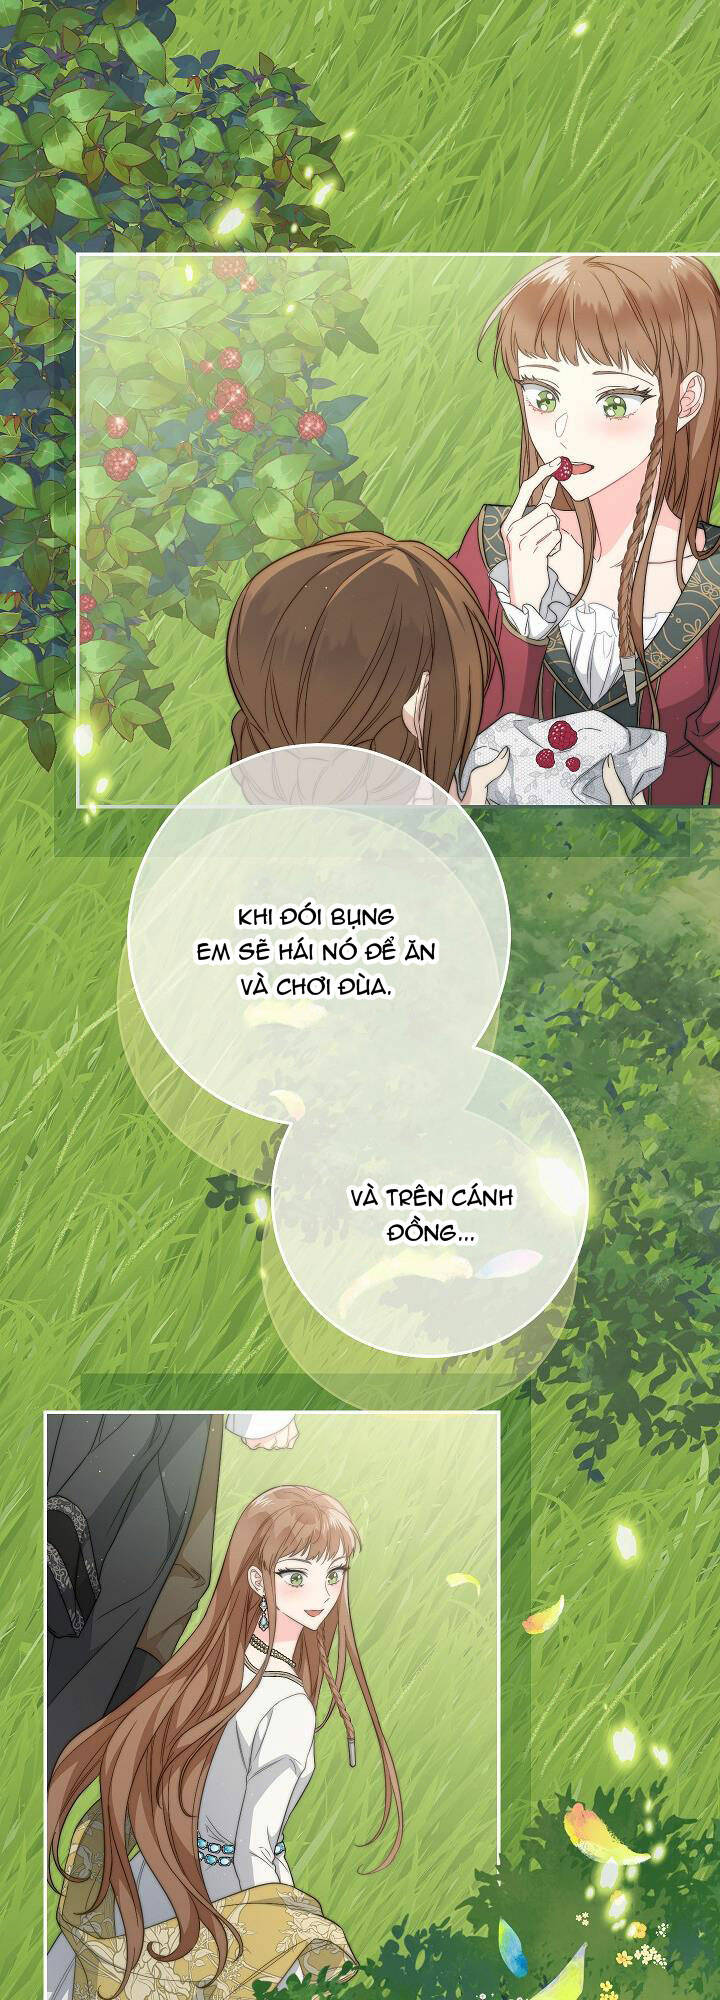 KHI ĐÓI BỤNG
EM SẼ HÁI NÓ ĐỂ ĂN
VÀ CHƠI ĐÙA.
VÀ TRÊN CÁNH
ĐỒNG...